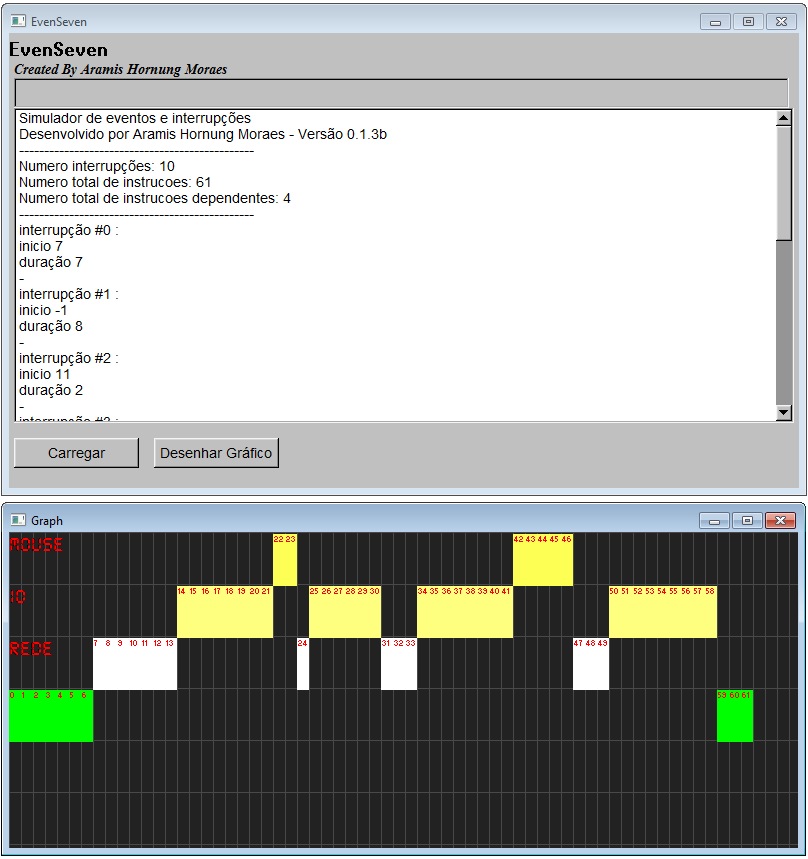 EvenSeven
EvenSeven
Created By Aramis Hornung Moraes
Simulador de eventos e interrupções
Desenvolvido por Aramis Hornung Moraes - Versão 0.1.3b
-----------------------------------------------
Numero interrupções: 10
Numero total de instrucoes: 61
Numero total de instrucoes dependentes: 4
-----------------------------------------------
interrupção #0 :
inicio 7
duração 7
-
interrupção #1 :
inicio -1
duração 8
-
interrupção #2 :
inicio 11
duração 2
-
interrupção #3 :
Carregar
Desenhar Gráfico
Graph
MOUSE
22 23
42 43 44 45 46
IO
14 15 16 17 18 19 20 21
25 26 27 28 29 30
34 35 36 37 38 39 40 41
50 51 52 53 54 55 56 57 58
REDE
7 8 9 10 11 12 13
24
31 32 33
47 48 49
0 1 2 3 4 5 6
59 60 61